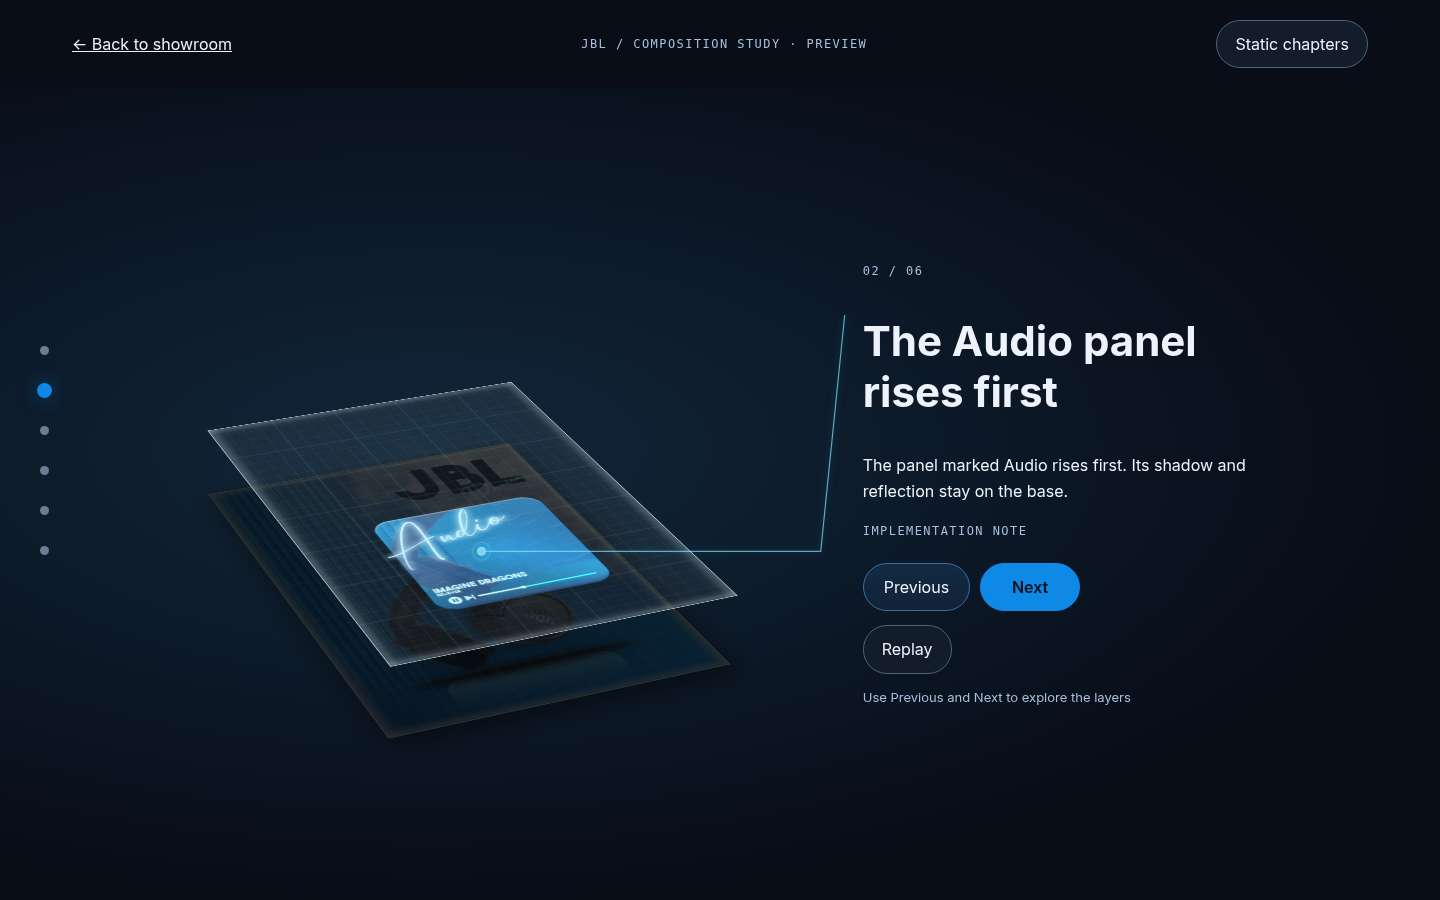 ← Back to showroom
JBL / COMPOSITION STUDY · PREVIEW
Static chapters
02 / 06
The Audio panel
rises first
The panel marked Audio rises first. Its shadow and
reflection stay on the base.
IMPLEMENTATION NOTE
Previous
Next
Replay
Use Previous and Next to explore the layers
JBL
Audio
IMAGINE DRAGONS